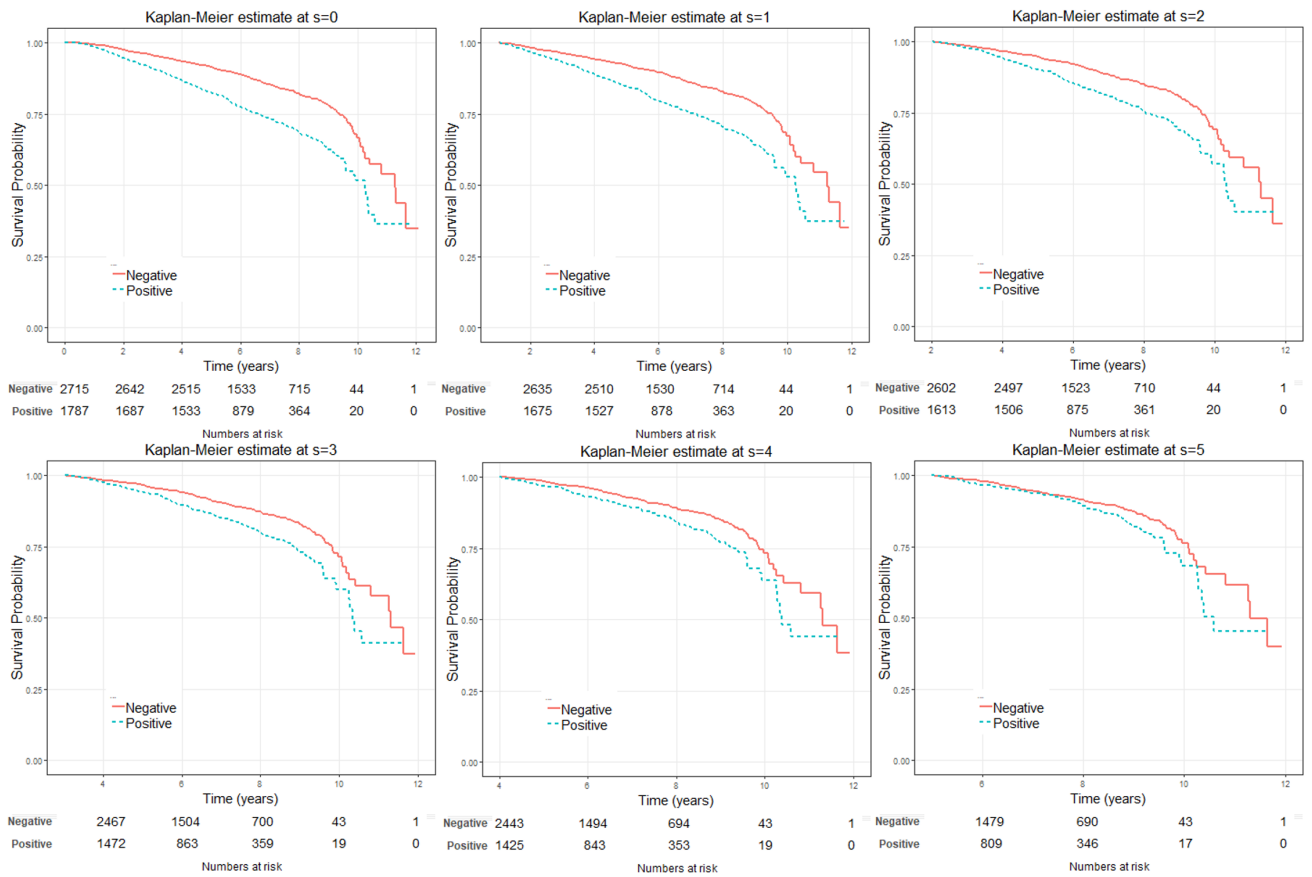 Kaplan-Meier estimate at s=0
Survival Probability
1.00
0.75
0.50
0.25
0.00
Negative
Positive
0 2 4 6 8 10 12
Time (years)
Negative 2715 2642 2515 1533 715 44 1
Positive 1787 1687 1533 879 364 20 0
Numbers at risk
Kaplan-Meier estimate at s=1
Survival Probability
1.00
0.75
0.50
0.25
0.00
Negative
Positive
2 4 6 8 10 12
Time (years)
Negative 2635 2510 1530 714 44 1
Positive 1675 1527 878 363 20 0
Numbers at risk
Kaplan-Meier estimate at s=2
Survival Probability
1.00
0.75
0.50
0.25
0.00
Negative
Positive
2 4 6 8 10 12
Time (years)
Negative 2602 2497 1523 710 44 1
Positive 1613 1506 875 361 20 0
Numbers at risk
Kaplan-Meier estimate at s=3
Survival Probability
1.00
0.75
0.50
0.25
0.00
Negative
Positive
4 6 8 10 12
Time (years)
Negative 2467 1504 700 43 1
Positive 1472 863 359 19 0
Numbers at risk
Kaplan-Meier estimate at s=4
Survival Probability
1.00
0.75
0.50
0.25
0.00
Negative
Positive
4 6 8 10 12
Time (years)
Negative 2443 1494 694 43 1
Positive 1425 843 353 19 0
Numbers at risk
Kaplan-Meier estimate at s=5
Survival Probability
1.00
0.75
0.50
0.25
0.00
Negative
Positive
6 8 10 12
Time (years)
Negative 1479 690 43 1
Positive 809 346 17 0
Numbers at risk